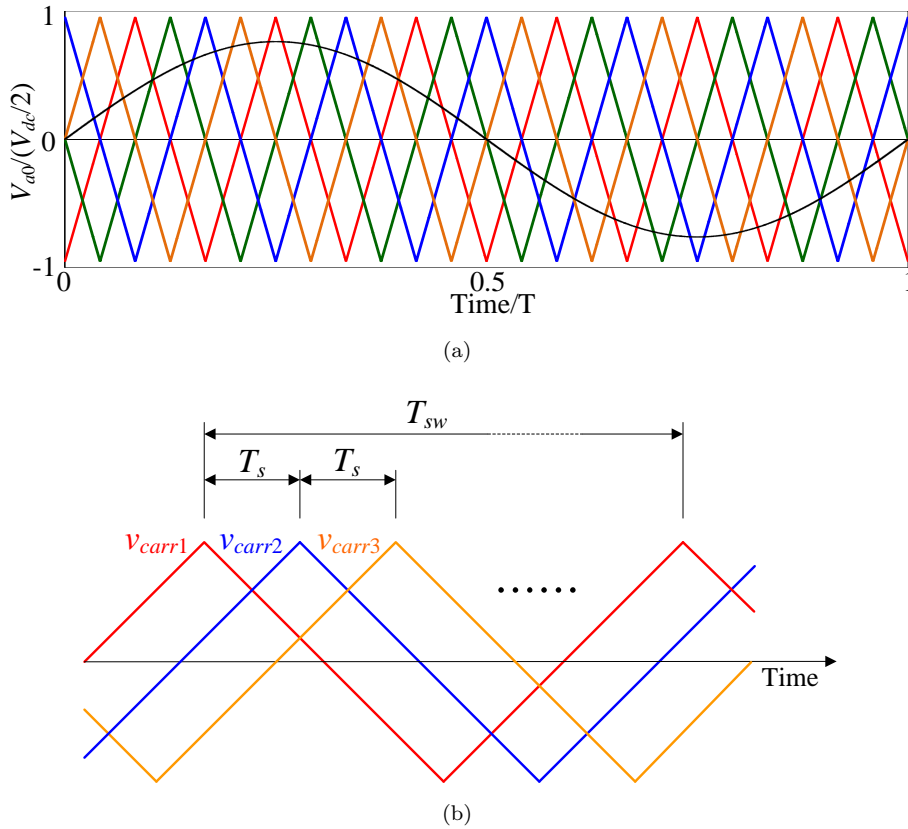 1
V_{a0}/(V_{dc}/2)
0
-1
0
0.5
1
Time/T
(a)
T_{sw}
T_s T_s
v_{carr1} v_{carr2} v_{carr3}
......
Time
(b)